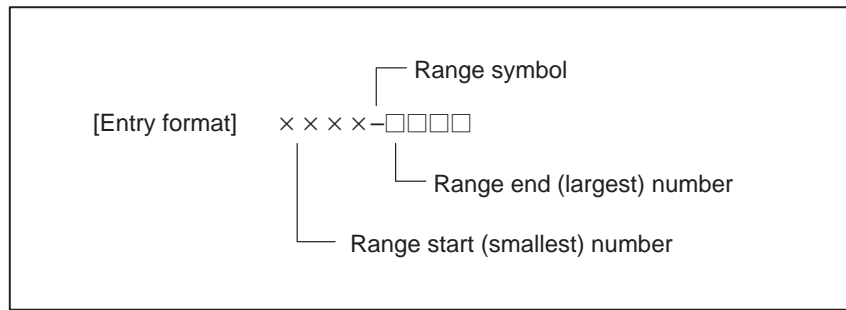 Range symbol
[Entry format] ××××–□□□□
Range end (largest) number
Range start (smallest) number